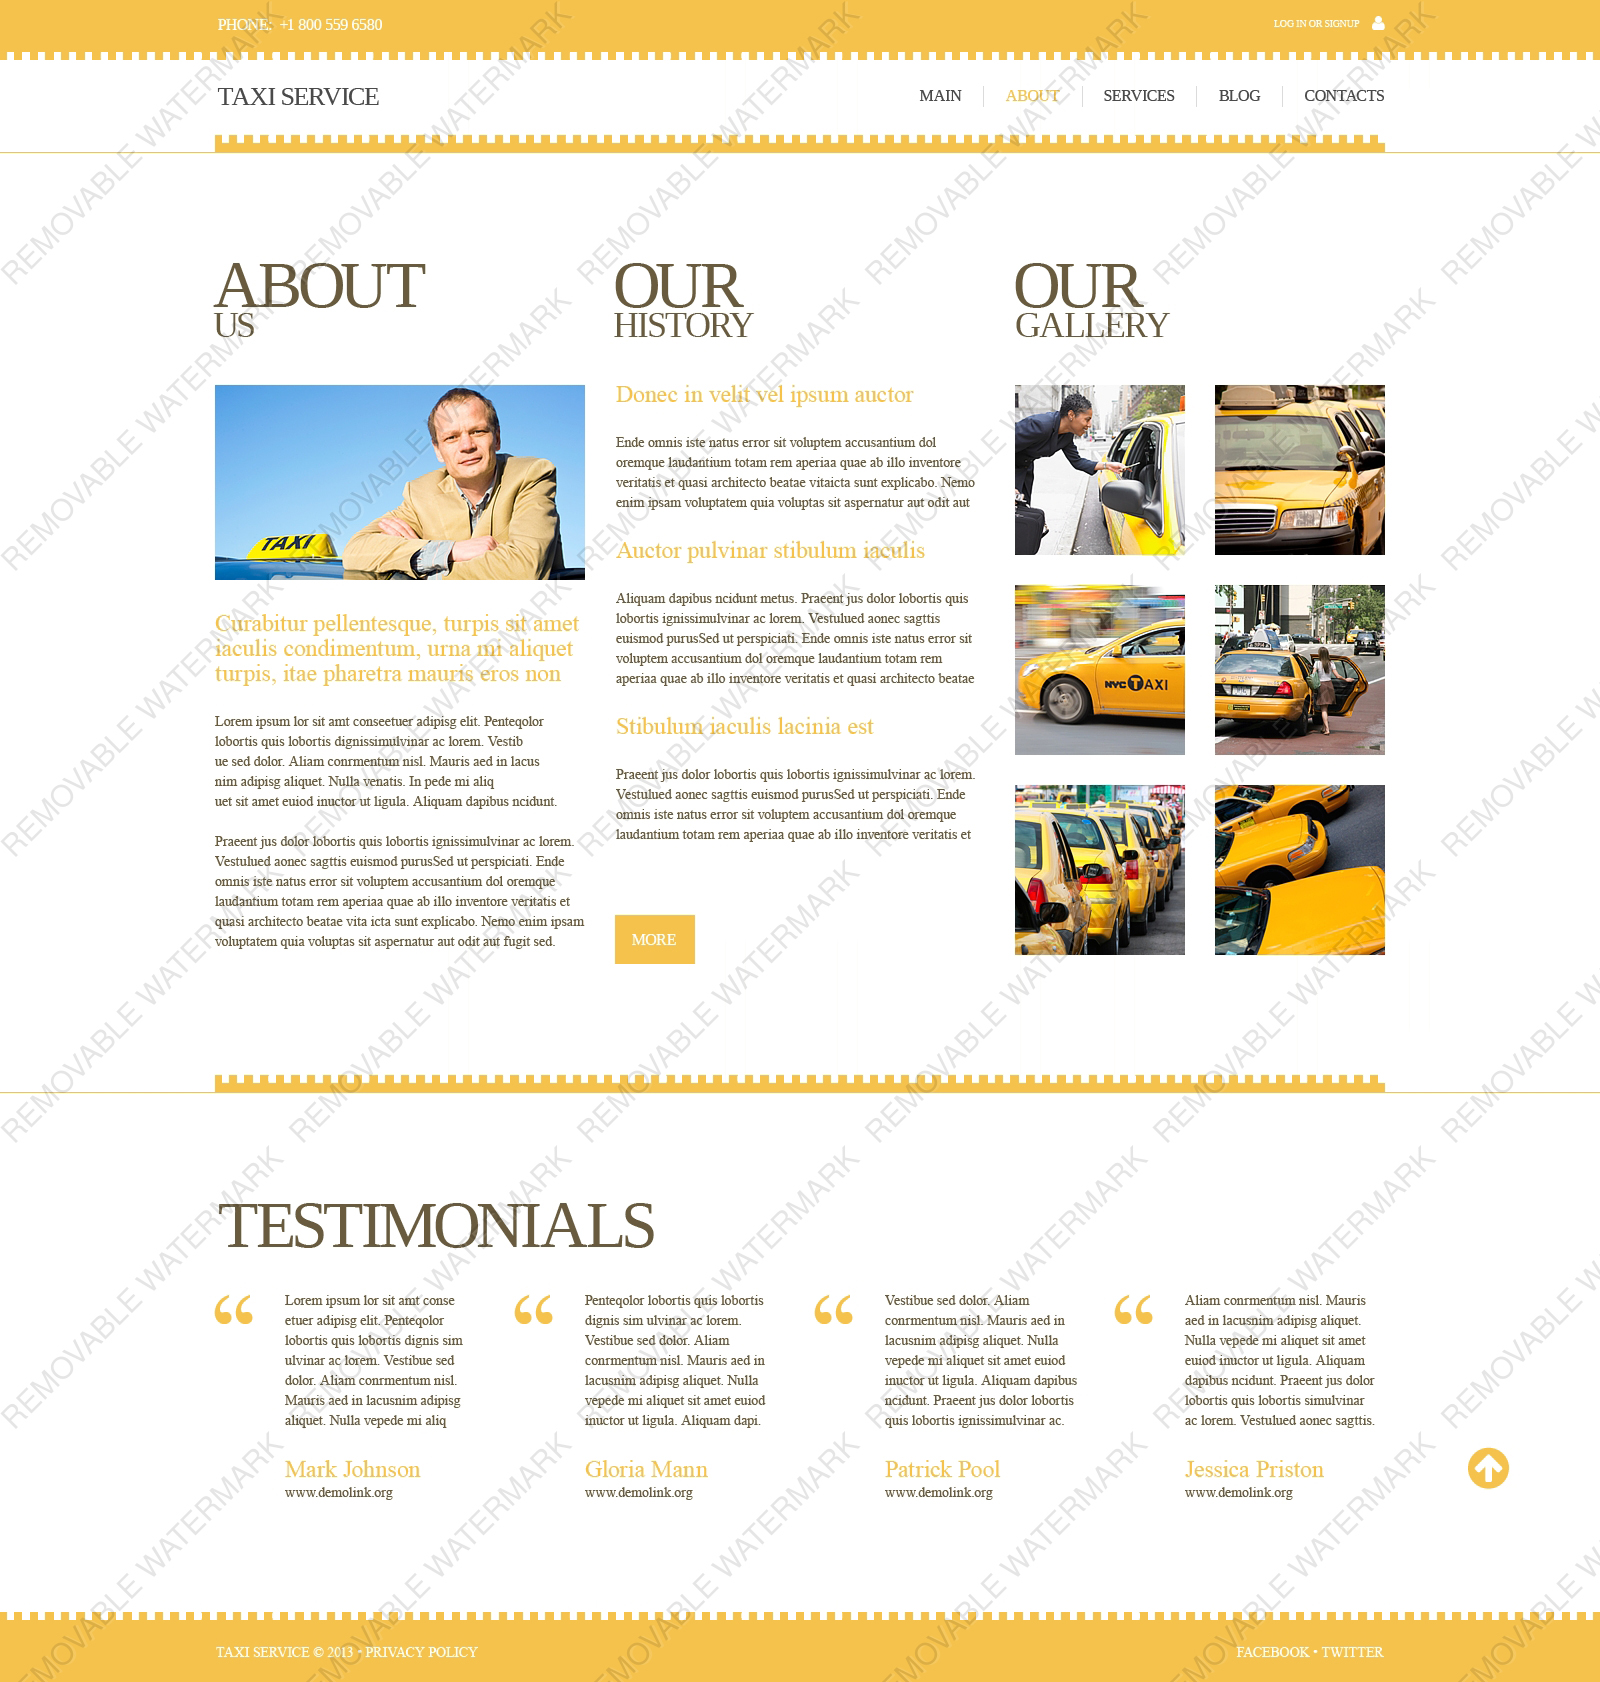 PHONE: +1 800 559 6580
LOG IN OR SIGNUP
TAXI SERVICE
MAIN
ABOUT
SERVICES
BLOG
CONTACTS
ABOUT
US
TAXI
Curabitur pellentesque, turpis sit amet
iaculis condimentum, urna mi aliquet
turpis, itae pharetra mauris eros non
Lorem ipsum lor sit amt conseetuer adipisg elit. Penteqolor
lobortis quis lobortis dignissimulvinar ac lorem. Vestib
ue sed dolor. Aliam conrmentum nisl. Mauris aed in lacus
nim adipisg aliquet. Nulla venatis. In pede mi aliq
uet sit amet euiod inuctor ut ligula. Aliquam dapibus ncidunt.
Praeent jus dolor lobortis quis lobortis ignissimulvinar ac lorem.
Vestulued aonec sagttis euismod purusSed ut perspiciati. Ende
omnis iste natus error sit voluptem accusantium dol oremque
laudantium totam rem aperiaa quae ab illo inventore veritatis et
quasi architecto beatae vita icta sunt explicabo. Nemo enim ipsam
voluptatem quia voluptas sit aspernatur aut odit aut fugit sed.
OUR
HISTORY
Donec in velit vel ipsum auctor
Ende omnis iste natus error sit voluptem accusantium dol
oremque laudantium totam rem aperiaa quae ab illo inventore
veritatis et quasi architecto beatae vitaicta sunt explicabo. Nemo
enim ipsam voluptatem quia voluptas sit aspernatur aut odit aut
Auctor pulvinar stibulum iaculis
Aliquam dapibus ncidunt metus. Praeent jus dolor lobortis quis
lobortis ignissimulvinar ac lorem. Vestulued aonec sagttis
euismod purusSed ut perspiciati. Ende omnis iste natus error sit
voluptem accusantium dol oremque laudantium totam rem
aperiaa quae ab illo inventore veritatis et quasi architecto beatae
Stibulum iaculis lacinia est
Praeent jus dolor lobortis quis lobortis ignissimulvinar ac lorem.
Vestulued aonec sagttis euismod purusSed ut perspiciati. Ende
omnis iste natus error sit voluptem accusantium dol oremque
laudantium totam rem aperiaa quae ab illo inventore veritatis et
MORE
OUR
GALLERY
NYC TAXI
TESTIMONIALS
“
Lorem ipsum lor sit amt conse
etuer adipisg elit. Penteqolor
lobortis quis lobortis dignis sim
ulvinar ac lorem. Vestibue sed
dolor. Aliam conrmentum nisl.
Mauris aed in lacusnim adipisg
aliquet. Nulla vepede mi aliq
Mark Johnson
www.demolink.org
“
Penteqolor lobortis quis lobortis
dignis sim ulvinar ac lorem.
Vestibue sed dolor. Aliam
conrmentum nisl. Mauris aed in
lacusnim adipisg aliquet. Nulla
vepede mi aliquet sit amet euiod
inuctor ut ligula. Aliquam dapi.
Gloria Mann
www.demolink.org
“
Vestibue sed dolor. Aliam
conrmentum nisl. Mauris aed in
lacusnim adipisg aliquet. Nulla
vepede mi aliquet sit amet euiod
inuctor ut ligula. Aliquam dapibus
ncidunt. Praeent jus dolor lobortis
quis lobortis ignissimulvinar ac.
Patrick Pool
www.demolink.org
“
Aliam conrmentum nisl. Mauris
aed in lacusnim adipisg aliquet.
Nulla vepede mi aliquet sit amet
euiod inuctor ut ligula. Aliquam
dapibus ncidunt. Praeent jus dolor
lobortis quis lobortis simulvinar
ac lorem. Vestulued aonec sagttis.
Jessica Priston
www.demolink.org
TAXI SERVICE © 2013 • PRIVACY POLICY
FACEBOOK • TWITTER
REMOVABLE WATERMARK